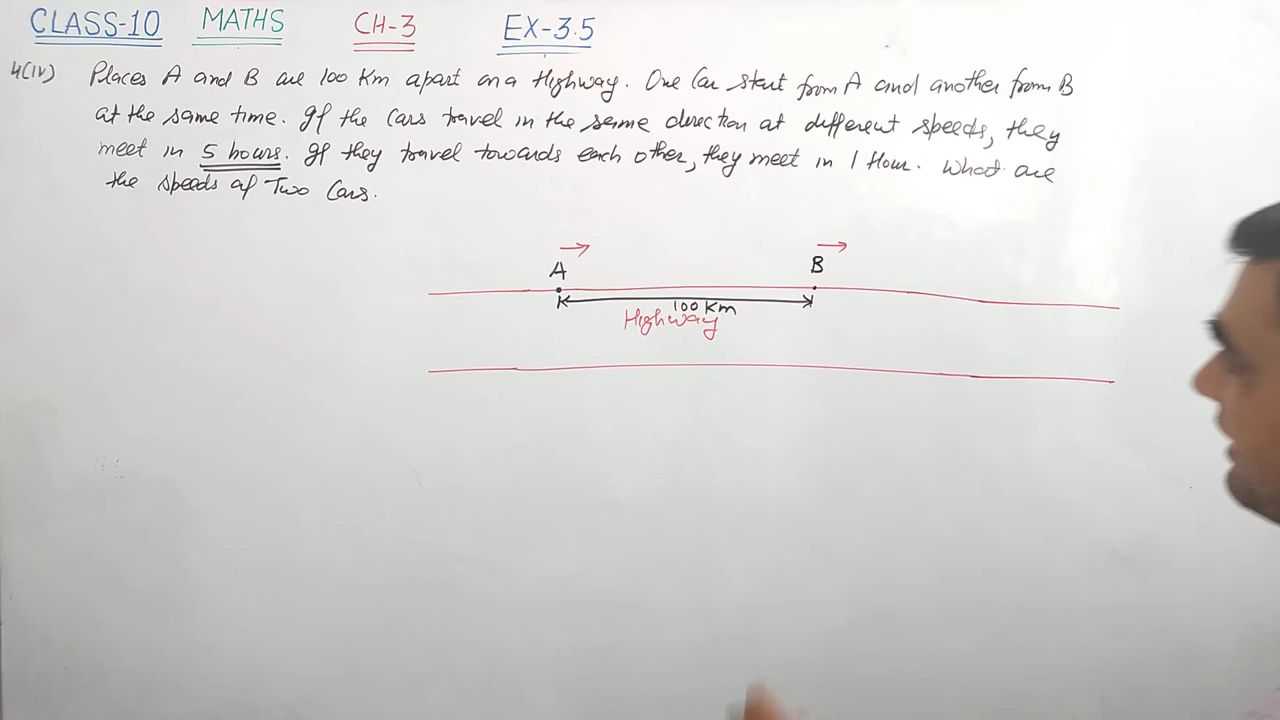 CLASS-10 MATHS CH-3 EX-3.5
4(iv) Places A and B are 100 Km apart on a Highway. One Car start from A and another from B
at the same time. If the Cars travel in the same direction at different speeds, they
meet in 5 hours. If they travel towards each other, they meet in 1 Hour. What are
the speeds of Two Cars.
A B
100 Km
Highway